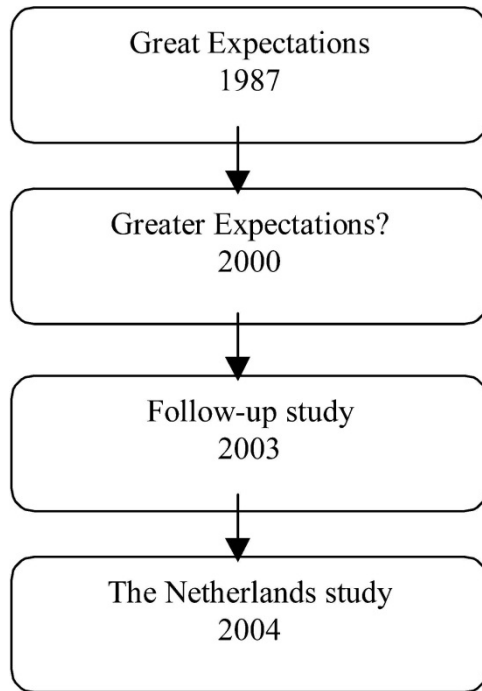 Great Expectations
1987
Greater Expectations?
2000
Follow-up study
2003
The Netherlands study
2004